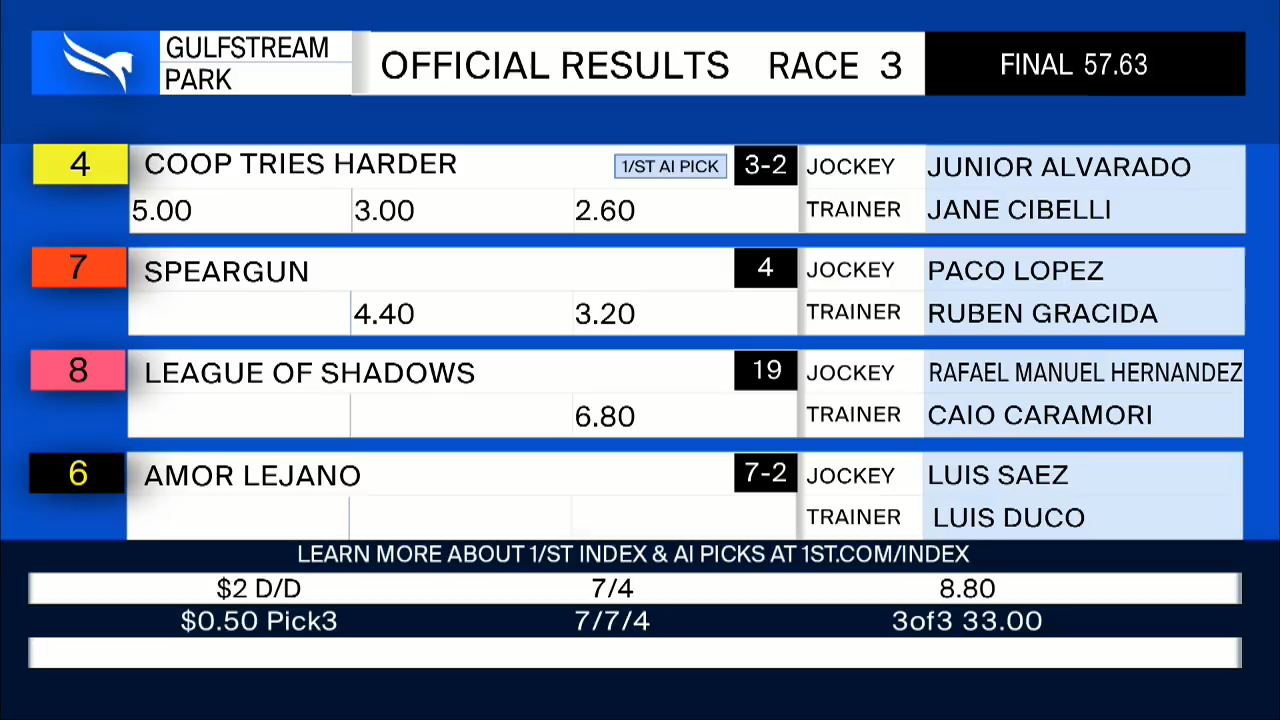 GULFSTREAM PARK OFFICIAL RESULTS RACE 3 FINAL 57.63
4 COOP TRIES HARDER 1/ST AI PICK 3-2 JOCKEY JUNIOR ALVARADO
5.00 3.00 2.60 TRAINER JANE CIBELLI
7 SPEARGUN 4 JOCKEY PACO LOPEZ
4.40 3.20 TRAINER RUBEN GRACIDA
8 LEAGUE OF SHADOWS 19 JOCKEY RAFAEL MANUEL HERNANDEZ
6.80 TRAINER CAIO CARAMORI
6 AMOR LEJANO 7-2 JOCKEY LUIS SAEZ
TRAINER LUIS DUCO
LEARN MORE ABOUT 1/ST INDEX & AI PICKS AT 1ST.COM/INDEX
$2 D/D 7/4 8.80
$0.50 Pick3 7/7/4 3of3 33.00